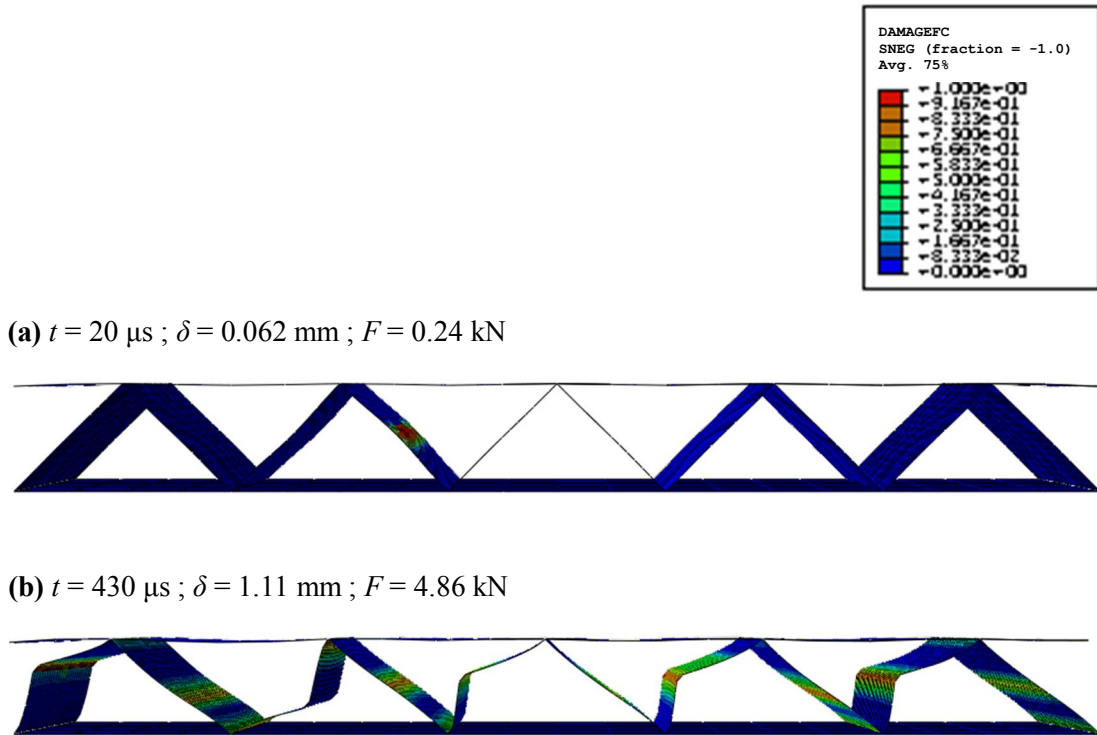 DAMAGEFC
SNEG (fraction = -1.0)
Avg. 75%
+1.000e+00
+9.167e-01
+8.333e-01
+7.500e-01
+6.667e-01
+5.833e-01
+5.000e-01
+4.167e-01
+3.333e-01
+2.500e-01
+1.667e-01
+8.333e-02
+0.000e+00
(a) t = 20 μs ; δ = 0.062 mm ; F = 0.24 kN
(b) t = 430 μs ; δ = 1.11 mm ; F = 4.86 kN